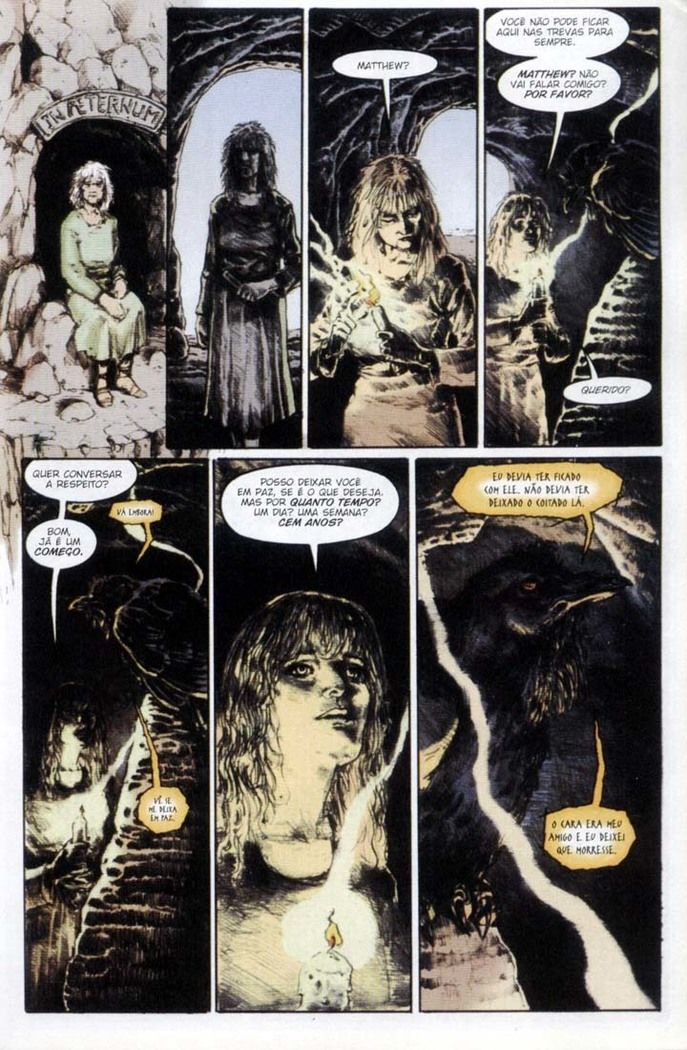 IN ÆTERNUM
MATTHEW?
VOCÊ NÃO PODE FICAR
AQUI NAS TREVAS PARA
SEMPRE.
MATTHEW? NÃO
VAI FALAR COMIGO?
POR FAVOR?
QUERIDO?
QUER CONVERSAR
A RESPEITO?
VÁ EMBORA!
BOM,
JÁ É UM
COMEÇO.
VÊ SE
ME DEIXA
EM PAZ.
POSSO DEIXAR VOCÊ
EM PAZ, SE É O QUE DESEJA.
MAS POR QUANTO TEMPO?
UM DIA? UMA SEMANA?
CEM ANOS?
EU DEVIA TER FICADO
COM ELE. NÃO DEVIA TER
DEIXADO O COITADO LÁ.
O CARA ERA MEU
AMIGO E EU DEIXEI
QUE MORRESSE.